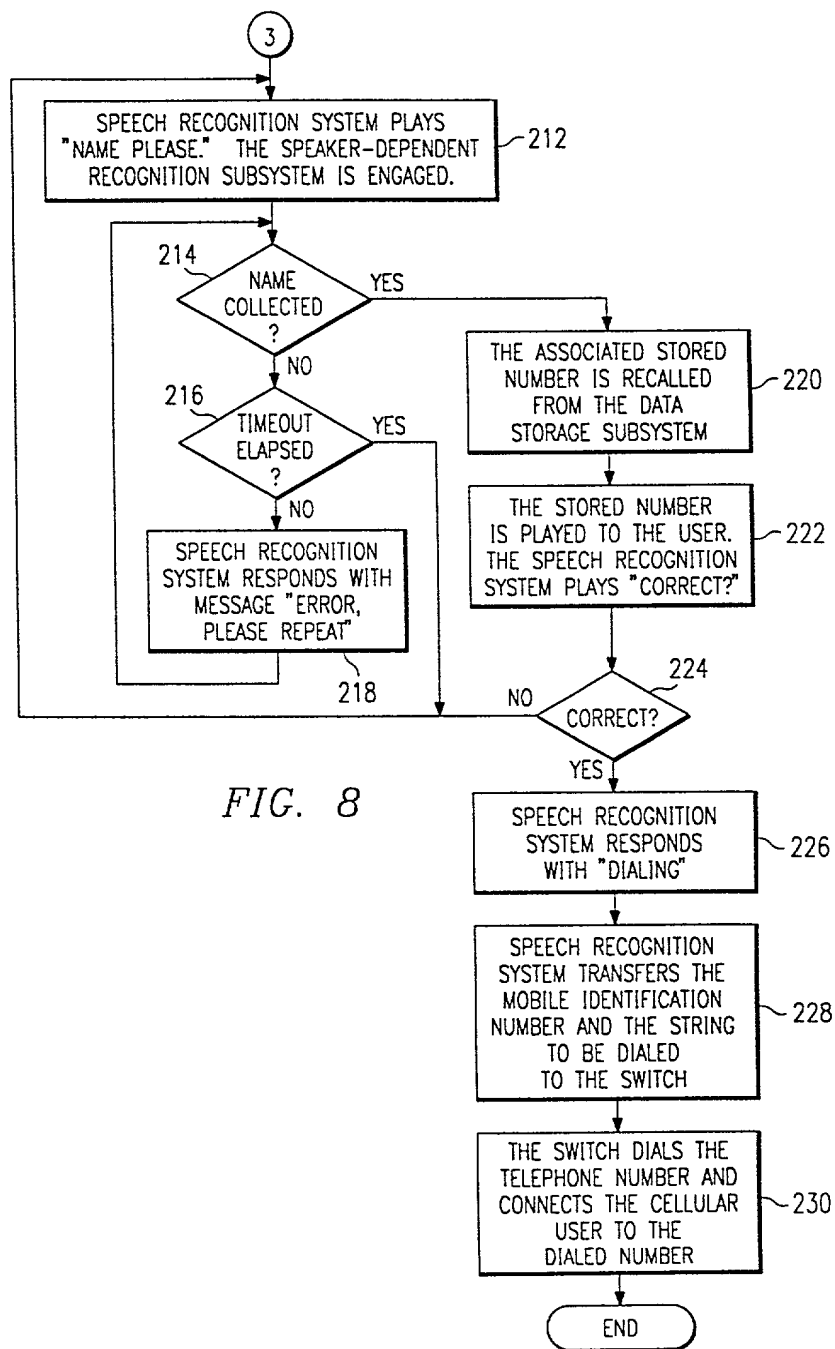 3
SPEECH RECOGNITION SYSTEM PLAYS
"NAME PLEASE." THE SPEAKER-DEPENDENT
RECOGNITION SUBSYSTEM IS ENGAGED.
212
214
NAME
COLLECTED
?
YES
NO
216
TIMEOUT
ELAPSED
?
YES
NO
SPEECH RECOGNITION
SYSTEM RESPONDS WITH
MESSAGE "ERROR,
PLEASE REPEAT"
218
THE ASSOCIATED STORED
NUMBER IS RECALLED
FROM THE DATA
STORAGE SUBSYSTEM
220
THE STORED NUMBER
IS PLAYED TO THE USER.
THE SPEECH RECOGNITION
SYSTEM PLAYS "CORRECT?"
222
224
NO
CORRECT?
YES
FIG. 8
SPEECH RECOGNITION
SYSTEM RESPONDS
WITH "DIALING"
226
SPEECH RECOGNITION
SYSTEM TRANSFERS THE
MOBILE IDENTIFICATION
NUMBER AND THE STRING
TO BE DIALED
TO THE SWITCH
228
THE SWITCH DIALS THE
TELEPHONE NUMBER AND
CONNECTS THE CELLULAR
USER TO THE
DIALED NUMBER
230
END